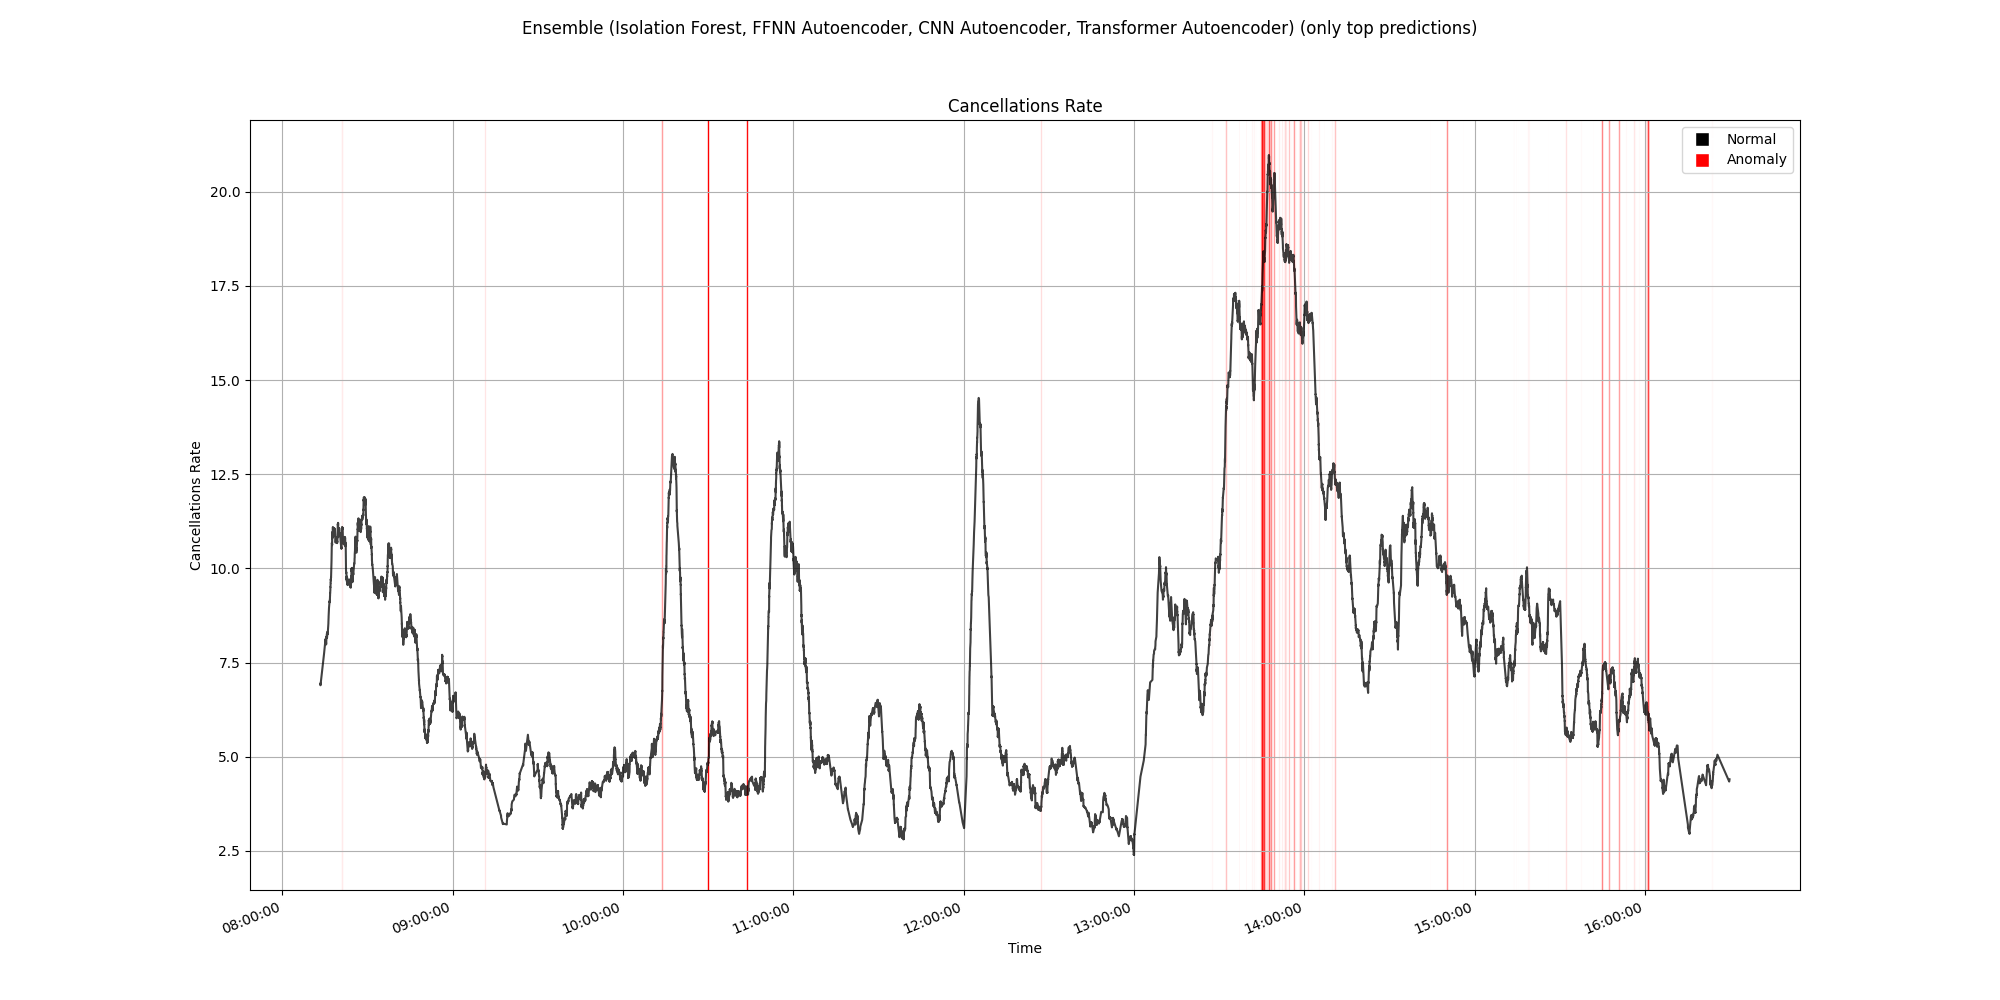 Ensemble (Isolation Forest, FFNN Autoencoder, CNN Autoencoder, Transformer Autoencoder) (only top predictions)
Cancellations Rate
Normal
Anomaly
20.0
17.5
15.0
12.5
10.0
7.5
5.0
2.5
Cancellations Rate
08:00:00
09:00:00
10:00:00
11:00:00
12:00:00
13:00:00
14:00:00
15:00:00
16:00:00
Time